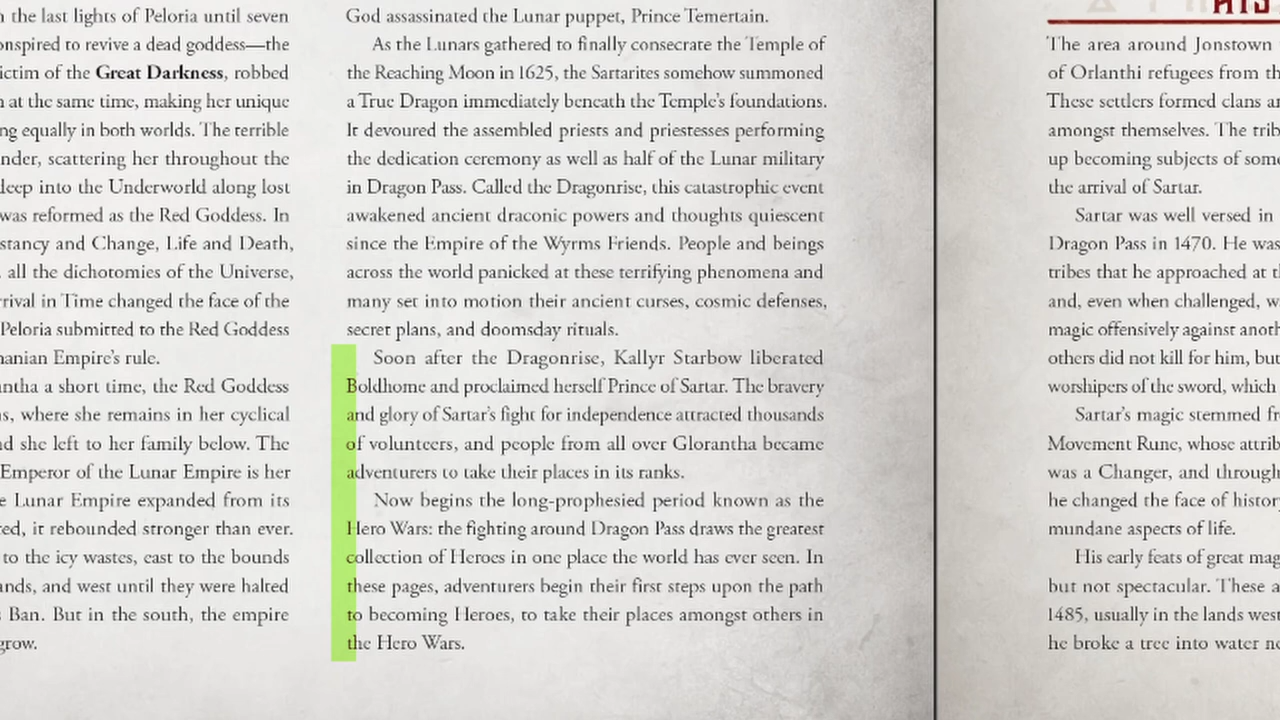 the last lights of Peloria until seven
conspired to revive a dead goddess—the
victim of the Great Darkness, robbed
at the same time, making her unique
equally in both worlds. The terrible
scattering her throughout the
deep into the Underworld along lost
was reformed as the Red Goddess. In
and Change, Life and Death,
all the dichotomies of the Universe,
arrival in Time changed the face of the
Peloria submitted to the Red Goddess
Empire's rule.
a short time, the Red Goddess
where she remains in her cyclical
she left to her family below. The
Emperor of the Lunar Empire is her
Lunar Empire expanded from its
it rebounded stronger than ever.
to the icy wastes, east to the bounds
and west until they were halted
Ban. But in the south, the empire
grow.
God assassinated the Lunar puppet, Prince Temertain.
As the Lunars gathered to finally consecrate the Temple of
the Reaching Moon in 1625, the Sartarites somehow summoned
a True Dragon immediately beneath the Temple's foundations.
It devoured the assembled priests and priestesses performing
the dedication ceremony as well as half of the Lunar military
in Dragon Pass. Called the Dragonrise, this catastrophic event
awakened ancient draconic powers and thoughts quiescent
since the Empire of the Wyrms Friends. People and beings
across the world panicked at these terrifying phenomena and
many set into motion their ancient curses, cosmic defenses,
secret plans, and doomsday rituals.
Soon after the Dragonrise, Kallyr Starbow liberated
Boldhome and proclaimed herself Prince of Sartar. The bravery
and glory of Sartar's fight for independence attracted thousands
of volunteers, and people from all over Glorantha became
adventurers to take their places in its ranks.
Now begins the long-prophesied period known as the
Hero Wars: the fighting around Dragon Pass draws the greatest
collection of Heroes in one place the world has ever seen. In
these pages, adventurers begin their first steps upon the path
to becoming Heroes, to take their places amongst others in
the Hero Wars.
The area around Jonstown
of Orlanthi refugees from
These settlers formed clans
amongst themselves. The
up becoming subjects of
the arrival of Sartar.
Sartar was well versed in
Dragon Pass in 1470. He was
tribes that he approached at
and, even when challenged,
magic offensively against
others did not kill for him, but
worshipers of the sword, which
Sartar's magic stemmed
Movement Rune, whose
was a Changer, and
he changed the face of
mundane aspects of life.
His early feats of great
but not spectacular. These
1485, usually in the lands
he broke a tree into water